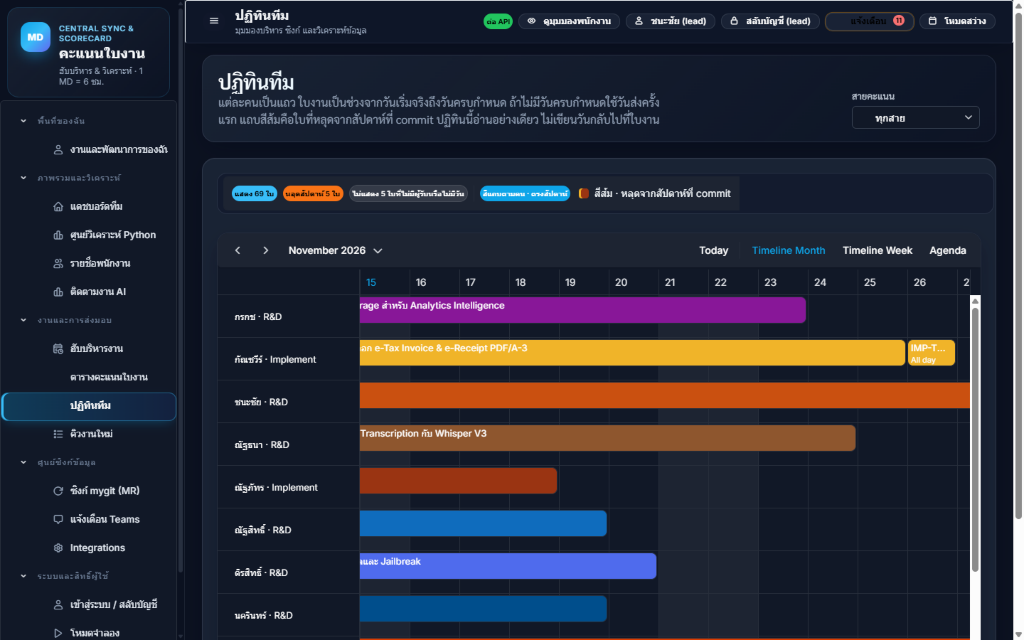 MD
CENTRAL SYNC &
SCORECARD
คะแนนใบงาน
ฮับบริหาร & วิเคราะห์ · 1
MD = 6 ชม.
พื้นที่ของฉัน
งานและพัฒนาการของฉัน
ภาพรวมและวิเคราะห์
แดชบอร์ดทีม
ศูนย์วิเคราะห์ Python
รายชื่อพนักงาน
ติดตามงาน AI
งานและการส่งมอบ
ฮับบริหารงาน
ตารางคะแนนใบงาน
ปฏิทินทีม
คิวงานใหม่
ศูนย์ซิงก์ข้อมูล
ซิงก์ mygit (MR)
แจ้งเตือน Teams
Integrations
ระบบและสิทธิ์ผู้ใช้
เข้าสู่ระบบ / สลับบัญชี
โหมดจำลอง
ปฏิทินทีม
มุมมองบริหาร ซิงก์ และวิเคราะห์ข้อมูล
ต่อ API
ดูมุมมองพนักงาน
ชนะชัย (lead)
สลับบัญชี (lead)
แจ้งเตือน 11
โหมดสว่าง
ปฏิทินทีม
แต่ละคนเป็นแถว ใบงานเป็นช่วงจากวันเริ่มจริงถึงวันครบกำหนด ถ้าไม่มีวันครบกำหนดใช้วันส่งครั้ง
แรก แถบสีส้มคือใบที่หลุดจากสัปดาห์ที่ commit ปฏิทินนี้อ่านอย่างเดียว ไม่เขียนวันกลับไปที่ใบงาน
สายคะแนน
ทุกสาย
แสดง 69 ใบ
หลุดสัปดาห์ 5 ใบ
ไม่แสดง 5 ใบที่ไม่มีผู้รับหรือไม่มีวัน
สีแถบตามคน · ตรงสัปดาห์
สีส้ม · หลุดจากสัปดาห์ที่ commit
November 2026
Today
Timeline Month
Timeline Week
Agenda
15 16 17 18 19 20 21 22 23 24 25 26 2
กรกช · R&D
rage สำหรับ Analytics Intelligence
กัณชวีร์ · Implement
อก e-Tax Invoice & e-Receipt PDF/A-3
IMP-T...
All day
ชนะชัย · R&D
ณัฐธนา · R&D
Transcription กับ Whisper V3
ณัฐภัทร · Implement
ณัฐสิทธิ์ · R&D
ดิรสิทธิ์ · R&D
และ Jailbreak
นครินทร์ · R&D